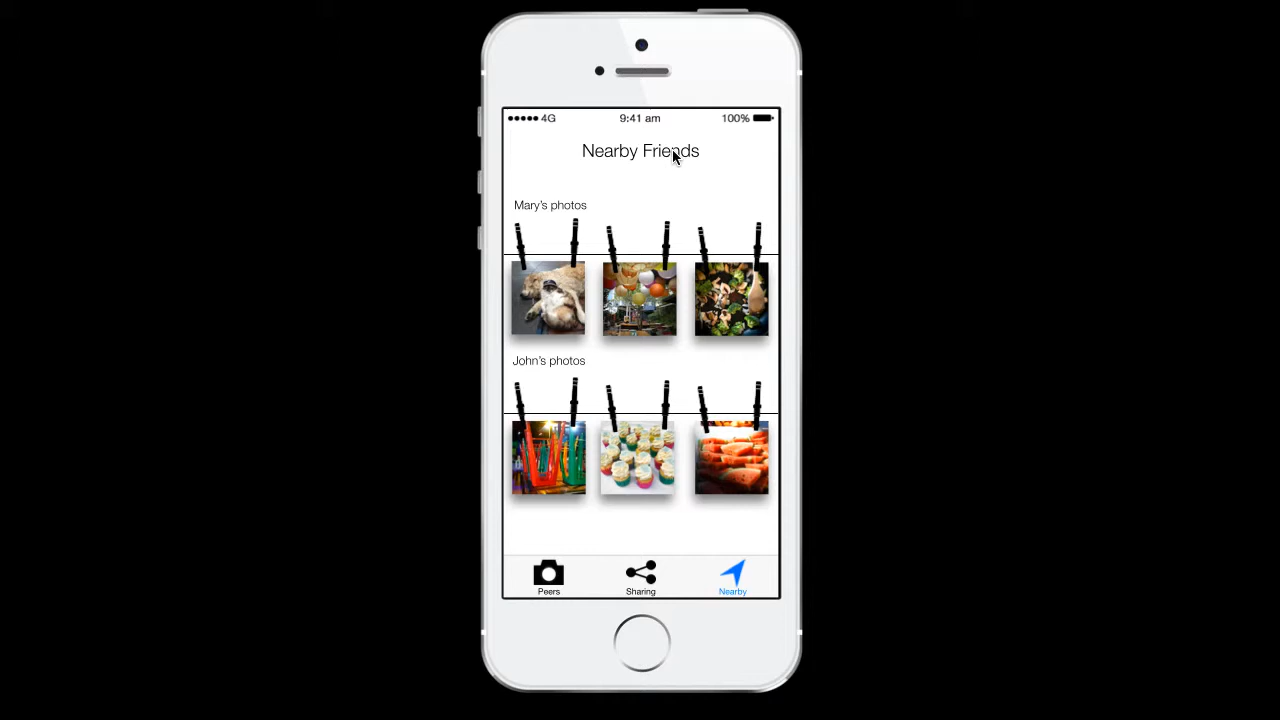 4G 9:41 am 100%
Nearby Friends
Mary's photos
John's photos
Peers Sharing Nearby